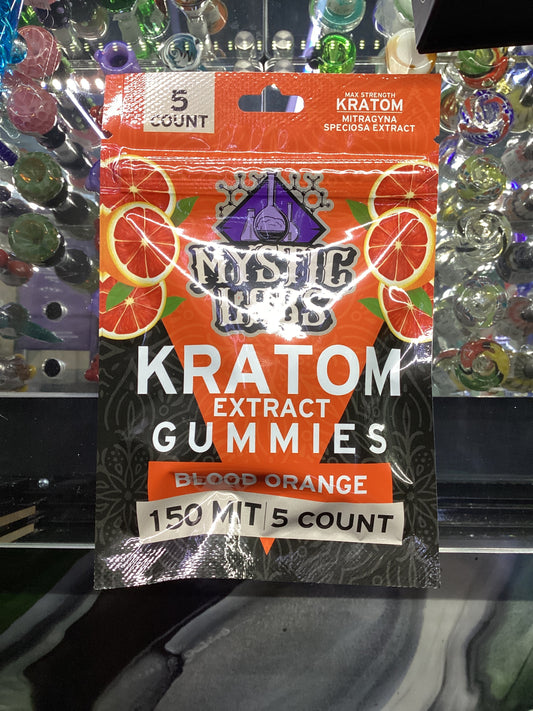 5
COUNT
MAX STRENGTH
KRATOM
MITRAGYNA
SPECIOSA EXTRACT
MYSTIC
LABS
KRATOM
EXTRACT
GUMMIES
BLOOD ORANGE
150 MIT | 5 COUNT